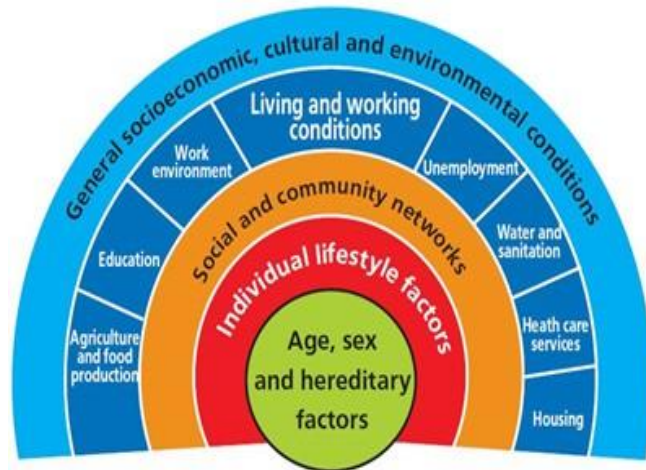 General socioeconomic, cultural and environmental conditions
Living and working
conditions
Work
environment
Unemployment
Education
Water and
sanitation
Agriculture
and food
production
Heath care
services
Housing
Social and community networks
Individual lifestyle factors
Age, sex
and hereditary
factors